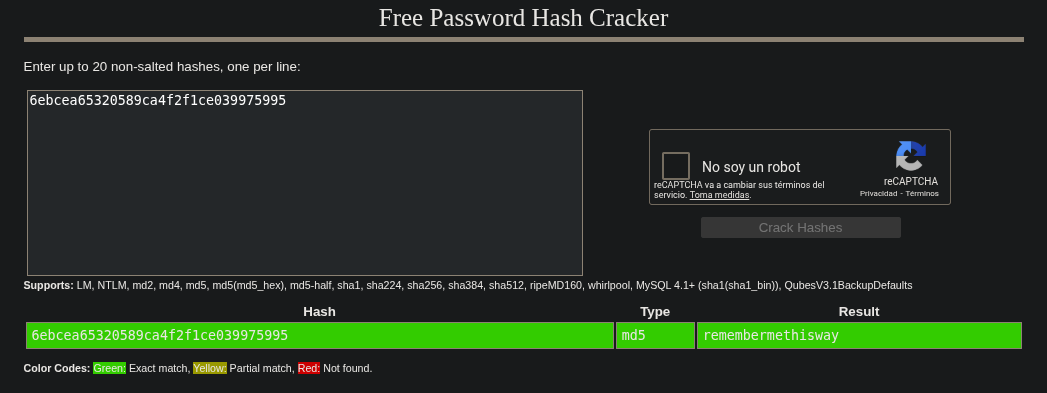 Free Password Hash Cracker
Enter up to 20 non-salted hashes, one per line:
6ebcea65320589ca4f2f1ce039975995
No soy un robot
reCAPTCHA va a cambiar sus términos del
servicio. Toma medidas.
reCAPTCHA
Privacidad - Términos
Crack Hashes
Supports: LM, NTLM, md2, md4, md5, md5(md5_hex), md5-half, sha1, sha224, sha256, sha384, sha512, ripeMD160, whirlpool, MySQL 4.1+ (sha1(sha1_bin)), QubesV3.1BackupDefaults
Hash Type Result
6ebcea65320589ca4f2f1ce039975995 md5 remembermethisway
Color Codes: Green: Exact match, Yellow: Partial match, Red: Not found.